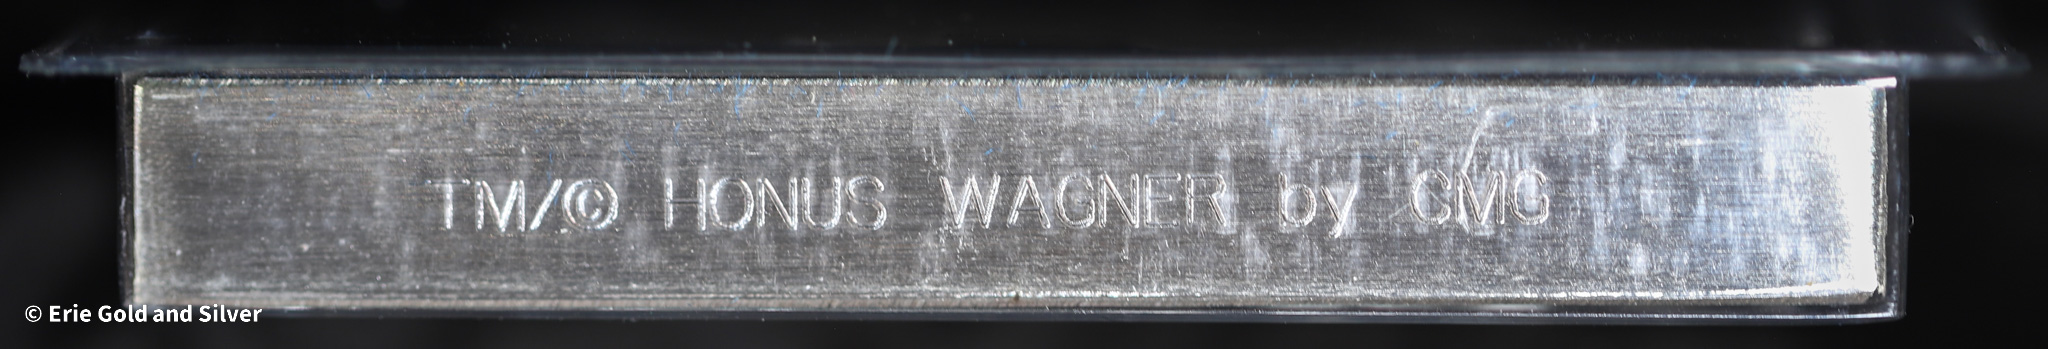 TM/© HONUS WAGNER by CMG
© Erie Gold and Silver